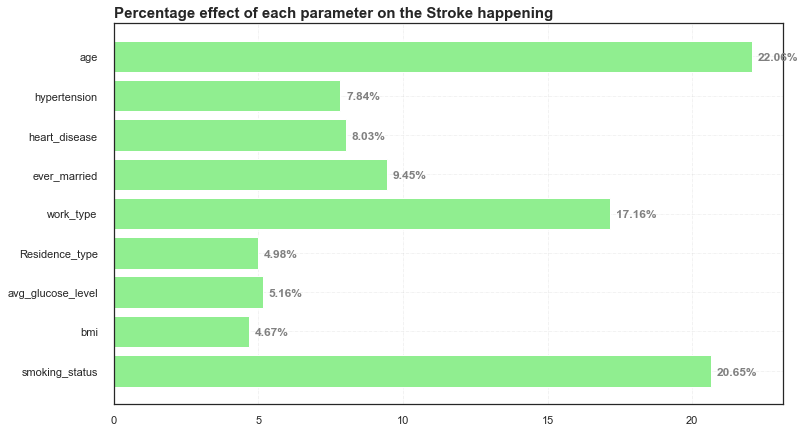 Percentage effect of each parameter on the Stroke happening
age 22.06%
hypertension 7.84%
heart_disease 8.03%
ever_married 9.45%
work_type 17.16%
Residence_type 4.98%
avg_glucose_level 5.16%
bmi 4.67%
smoking_status 20.65%
0 5 10 15 20